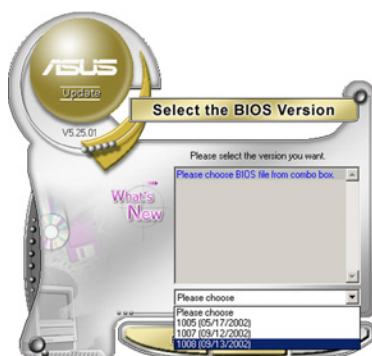 ASUS
Update
V5.25.01
Select the BIOS Version
Please select the version you want.
Please choose BIOS file from combo box.
What's
New
Please choose
Please choose
1005 (05/17/2002)
1007 (09/12/2002)
1008 (09/13/2002)